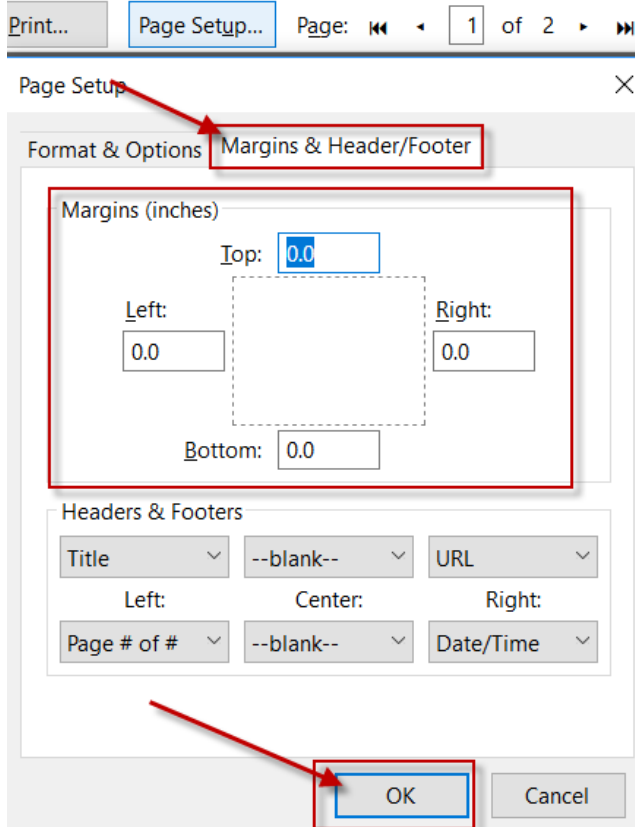 Print... Page Setup... Page: 1 of 2
Page Setup
Format & Options Margins & Header/Footer
Margins (inches)
Top: 0.0
Left: Right:
0.0 0.0
Bottom: 0.0
Headers & Footers
Title --blank-- URL
Left: Center: Right:
Page # of # --blank-- Date/Time
OK Cancel